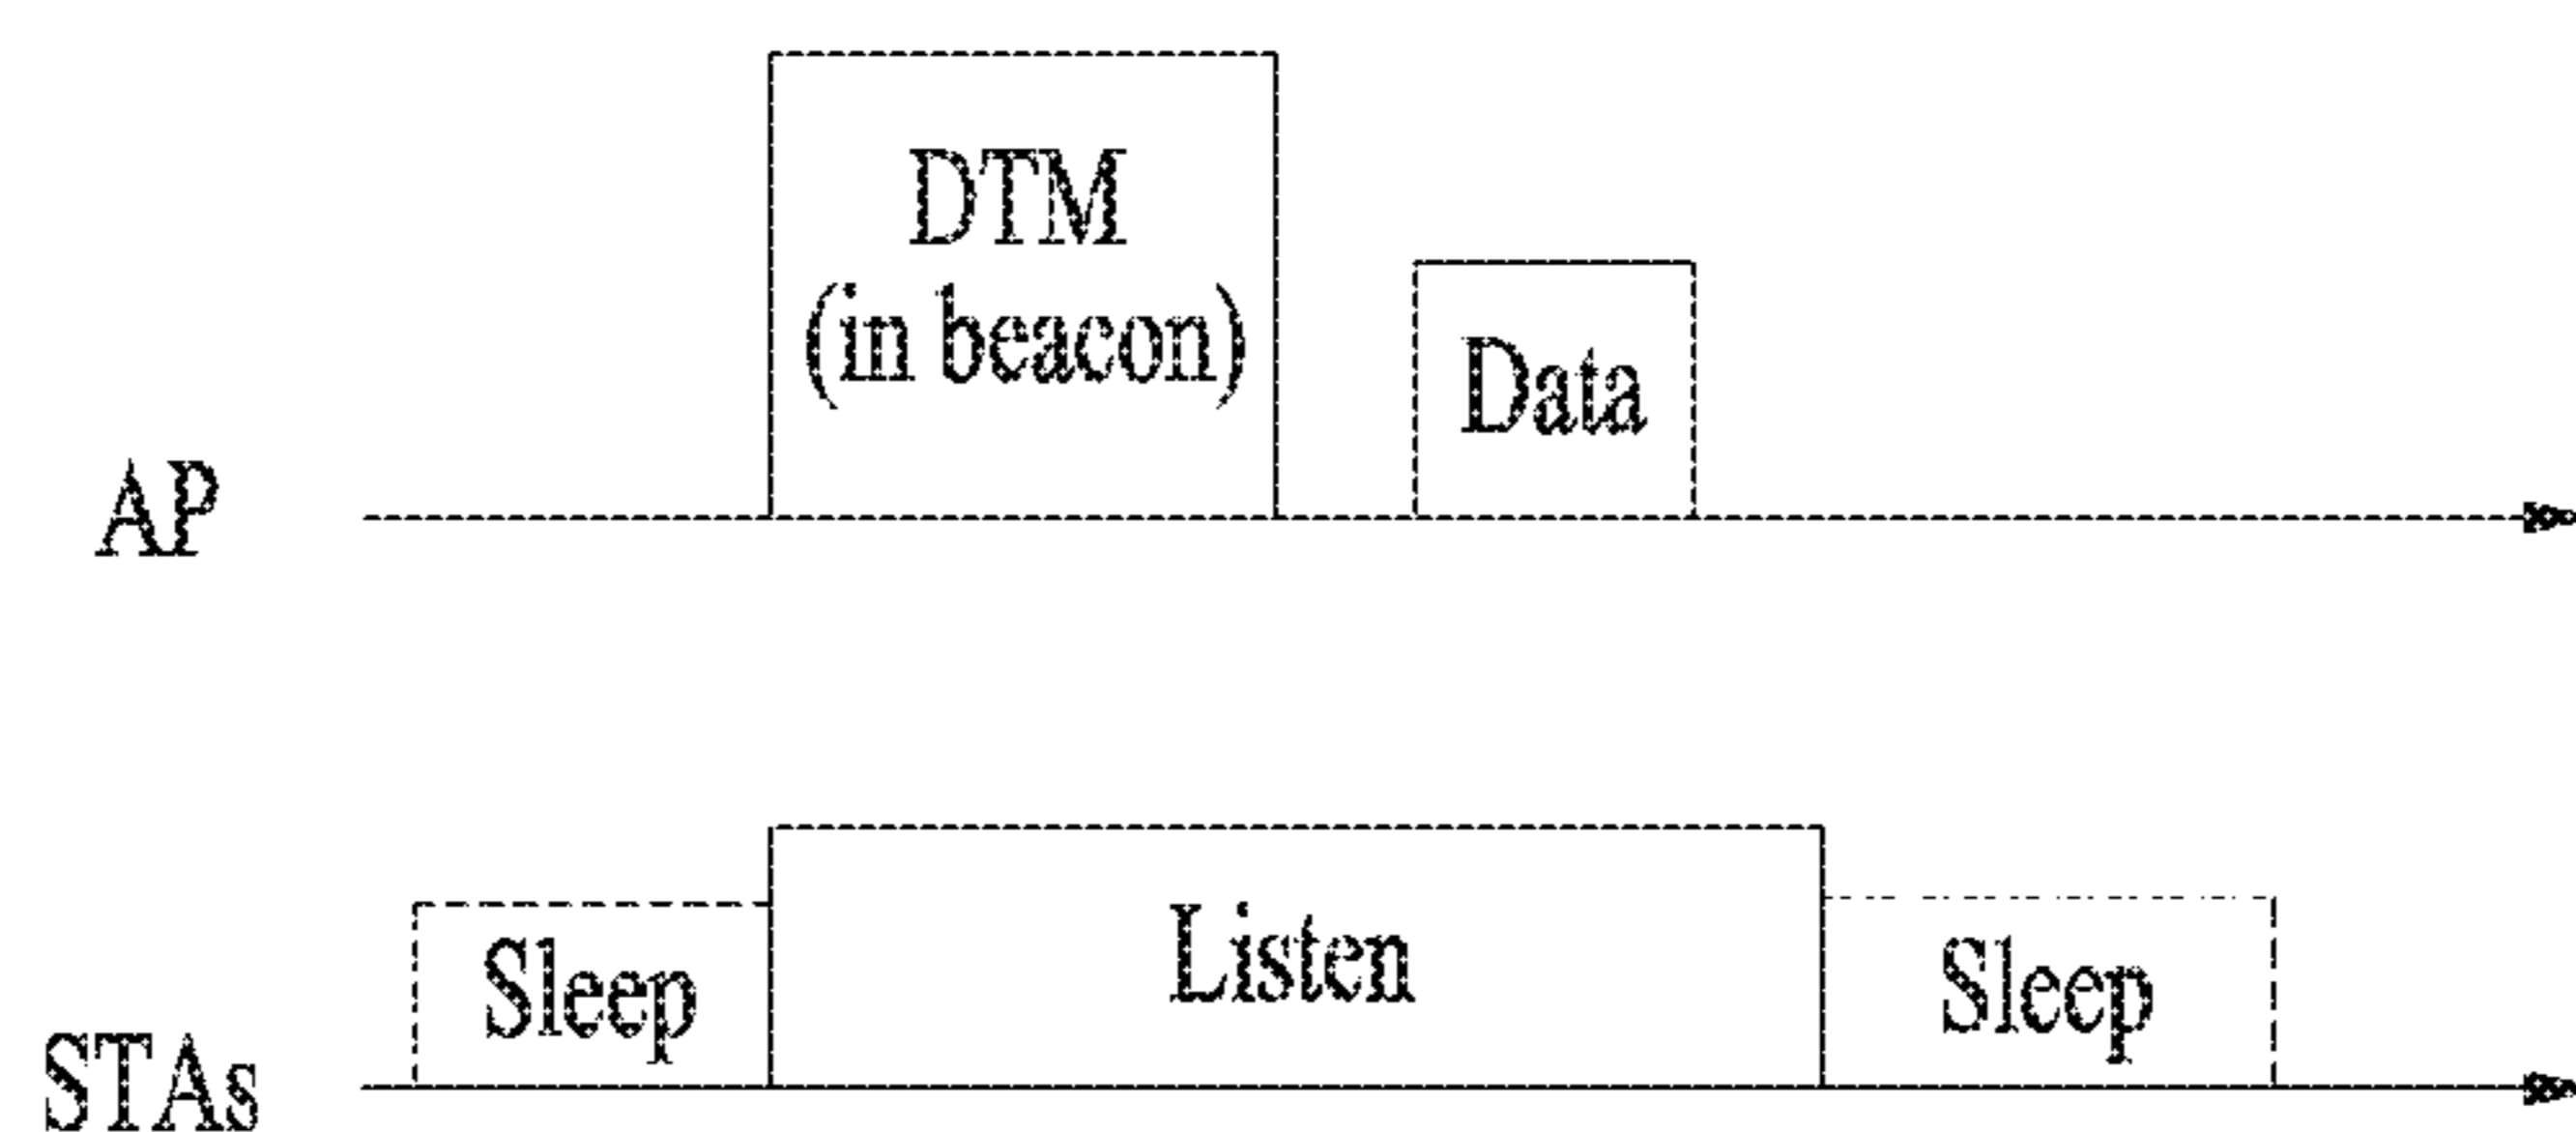 DTM
(in beacon)
Data
AP
Sleep
Listen
Sleep
STAs